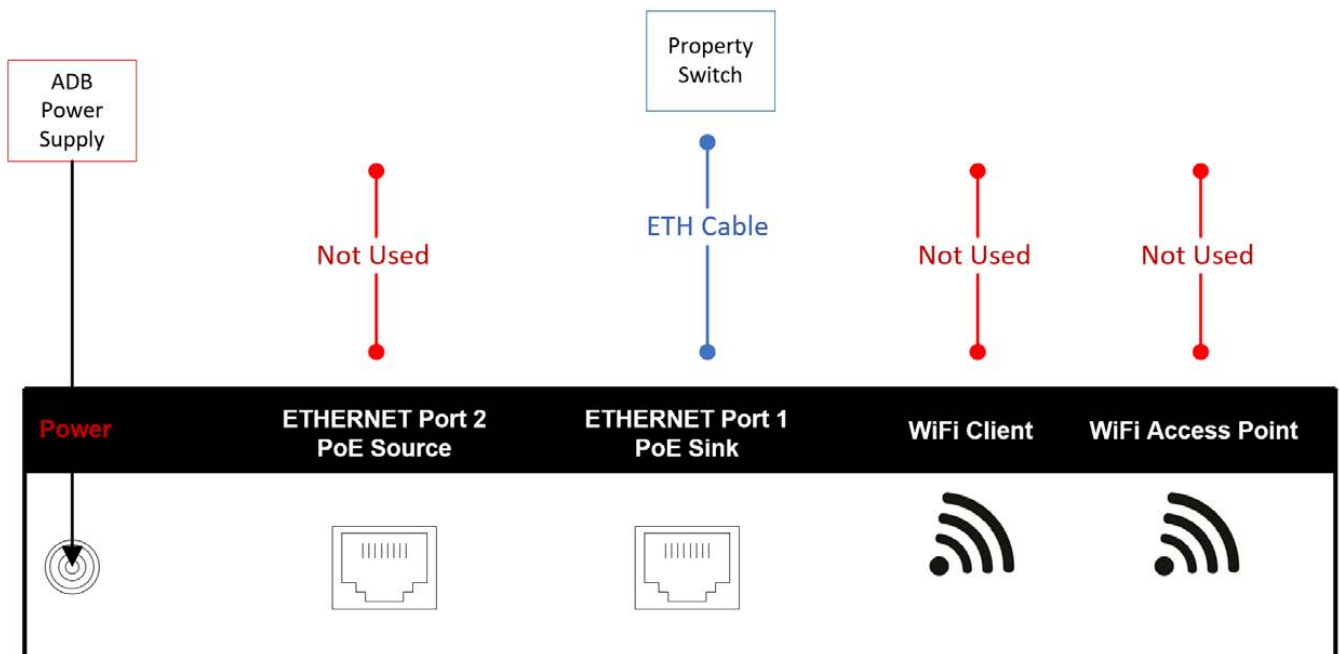 Property
Switch
ADB
Power
Supply
ETH Cable
Not Used
Not Used
Not Used
Power
ETHERNET Port 2
PoE Source
ETHERNET Port 1
PoE Sink
WiFi Client
WiFi Access Point